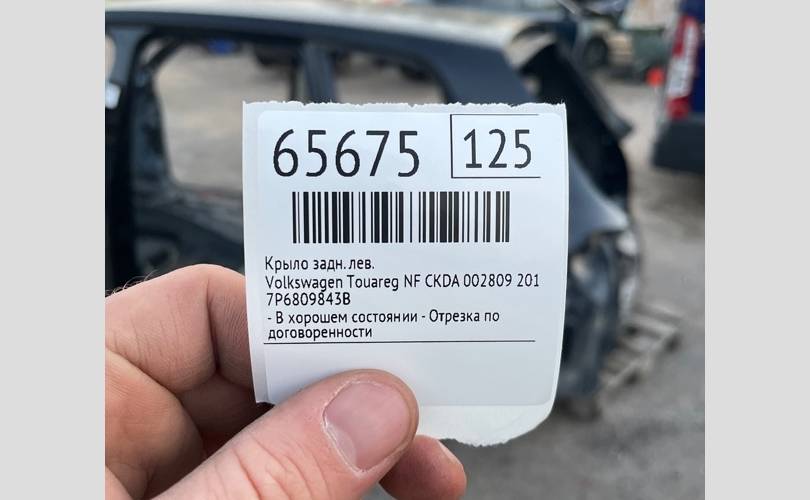 65675 125
Крыло задн.лев.
Volkswagen Touareg NF CKDA 002809 201
7P6809843B
- В хорошем состоянии - Отрезка по
договоренности